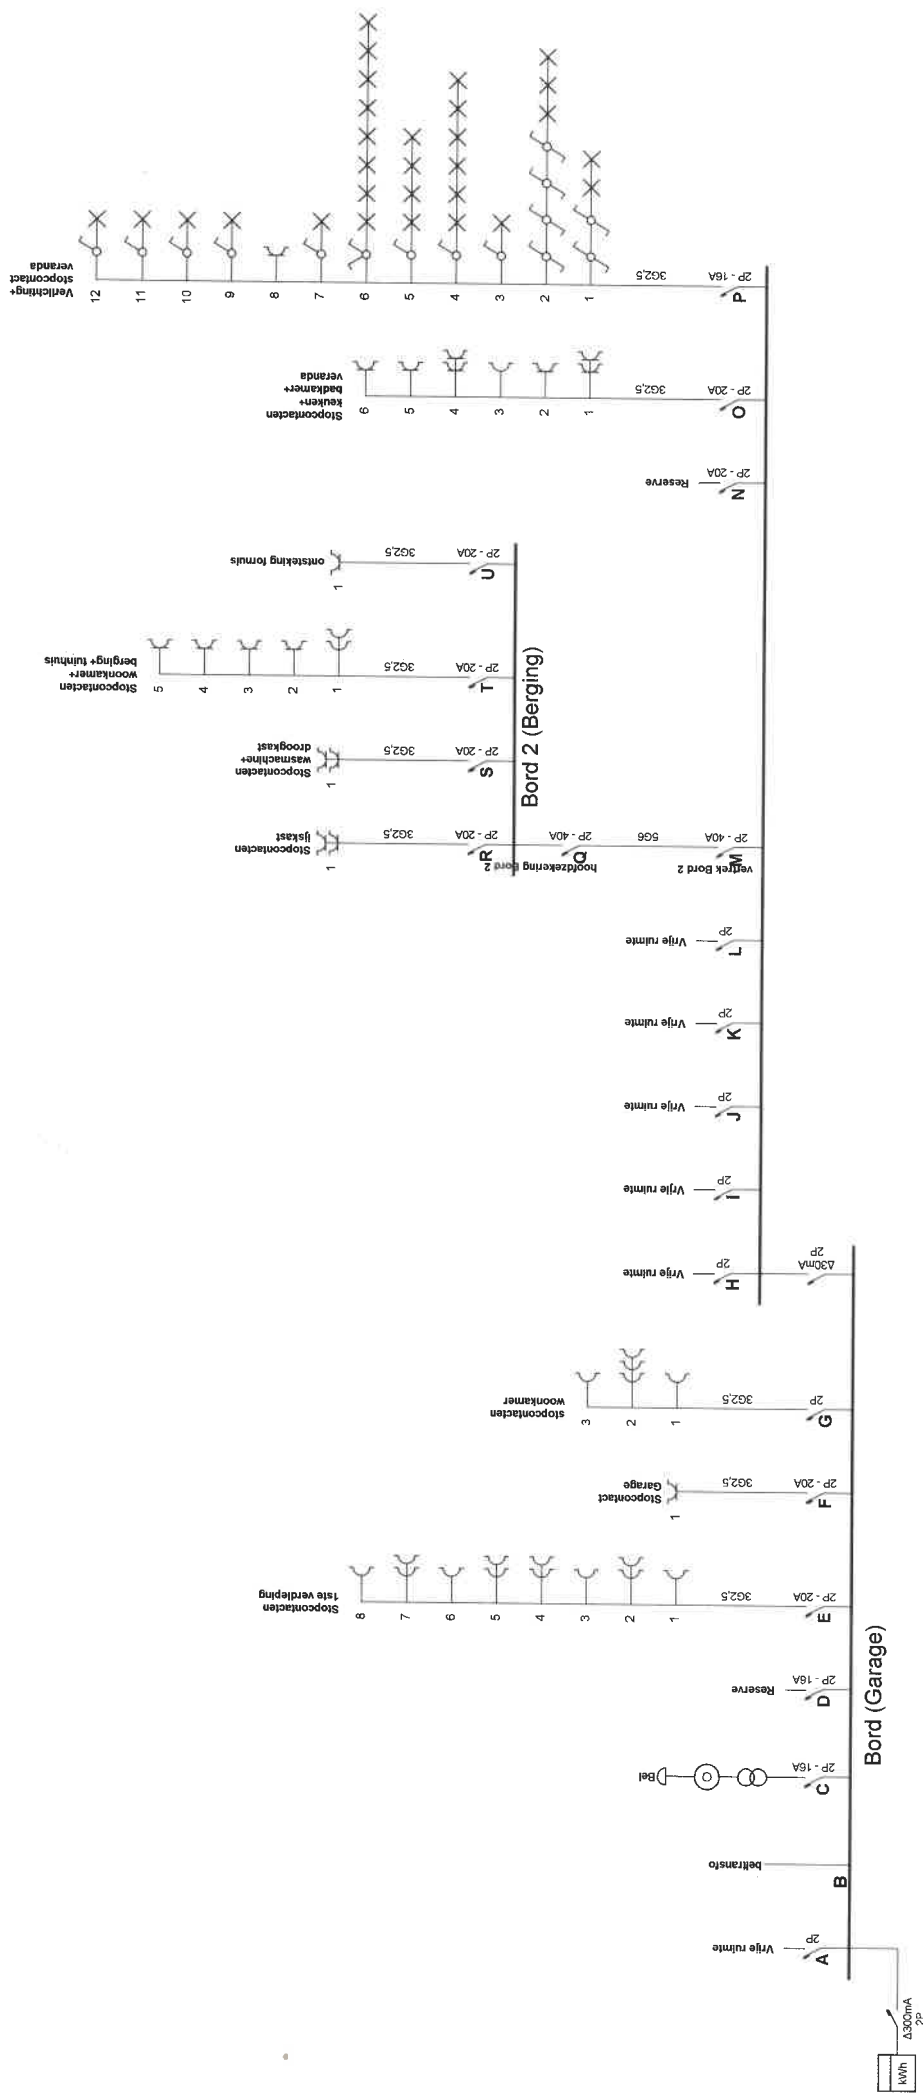 kWh
Δ300mA
2P
Vrije ruimte
2P
A
beltransfo
B
Bel
2P - 16A
C
Reserve
2P - 16A
D
Bord (Garage)
Stopcontacten
1ste verdieping
8
7
6
5
4
3
2
1
3G2,5
2P - 20A
E
Stopcontact
Garage
1
3G2,5
2P - 20A
F
stopcontacten
woonkamer
3
2
1
3G2,5
2P
G
Δ30mA
2P
Vrije ruimte
2P
H
Vrije ruimte
2P
I
Vrije ruimte
2P
J
Vrije ruimte
2P
K
Vrije ruimte
2P
L
vertrek Bord 2
2P - 40A
M
5G6
hoofdzekering Bord 2
2P - 40A
Q
Bord 2 (Berging)
Stopcontacten
Ijskast
1
3G2,5
2P - 20A
R
Stopcontacten
wasmachine+
droogkast
1
3G2,5
2P - 20A
S
Stopcontacten
woonkamer+
berging+ tuinhuis
5
4
3
2
1
3G2,5
2P - 20A
T
ontsteking fornuis
1
3G2,5
2P - 20A
U
Reserve
2P - 20A
N
Stopcontacten
keuken+
badkamer+
veranda
6
5
4
3
2
1
3G2,5
2P - 20A
O
Verlichting+
stopcontact
veranda
12
11
10
9
8
7
6
5
4
3
2
1
3G2,5
2P - 16A
P